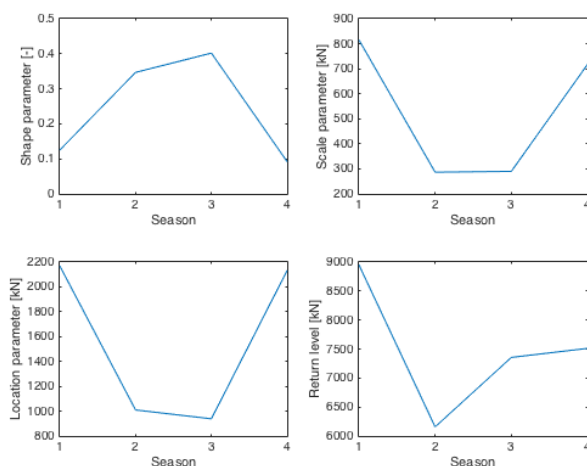 0.5
0.4
0.3
0.2
0.1
0
1 2 3 4
Shape parameter [-]
Season
900
800
700
600
500
400
300
200
1 2 3 4
Scale parameter [kN]
Season
2200
2000
1800
1600
1400
1200
1000
800
1 2 3 4
Location parameter [kN]
Season
9000
8500
8000
7500
7000
6500
6000
1 2 3 4
Return level [kN]
Season